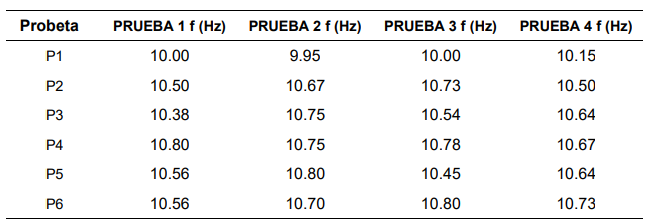 Probeta PRUEBA 1 f (Hz) PRUEBA 2 f (Hz) PRUEBA 3 f (Hz) PRUEBA 4 f (Hz)
P1 10.00 9.95 10.00 10.15
P2 10.50 10.67 10.73 10.50
P3 10.38 10.75 10.54 10.64
P4 10.80 10.75 10.78 10.67
P5 10.56 10.80 10.45 10.64
P6 10.56 10.70 10.80 10.73